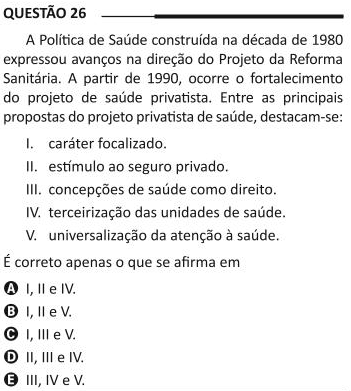 QUESTÃO 26
A Política de Saúde construída na década de 1980
expressou avanços na direção do Projeto da Reforma
Sanitária. A partir de 1990, ocorre o fortalecimento
do projeto de saúde privatista. Entre as principais
propostas do projeto privatista de saúde, destacam-se:
I. caráter focalizado.
II. estímulo ao seguro privado.
III. concepções de saúde como direito.
IV. terceirização das unidades de saúde.
V. universalização da atenção à saúde.
É correto apenas o que se afirma em
A I, II e IV.
B I, II e V.
C I, III e V.
D II, III e IV.
E III, IV e V.